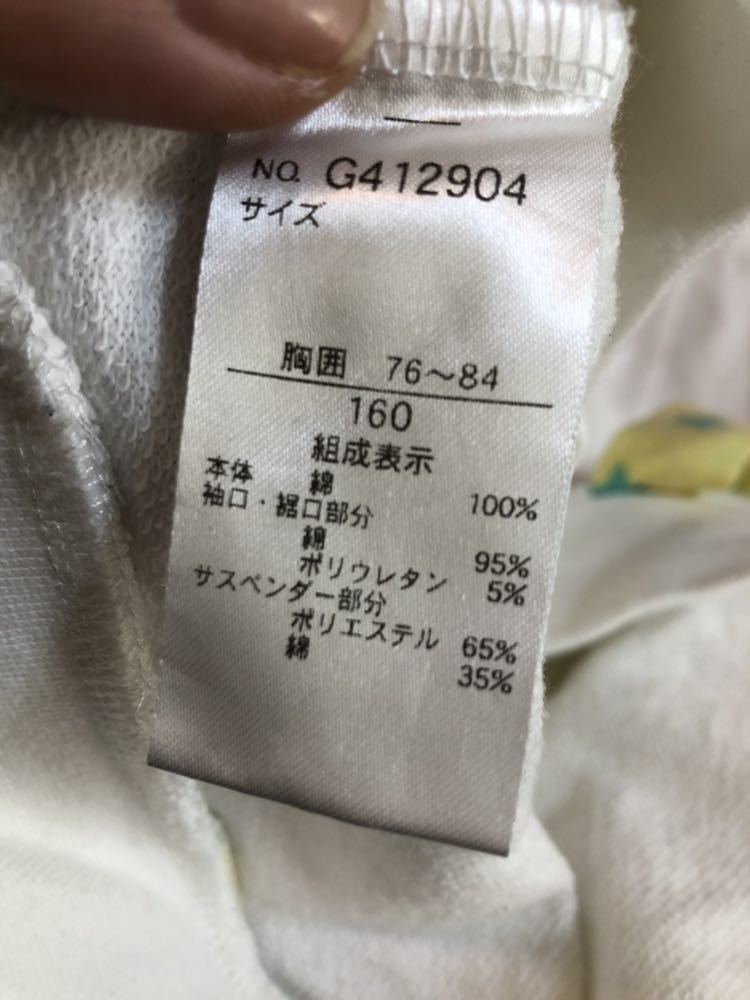 NO. G412904
サイズ
胸囲 76～84
160
組成表示
本体 綿 100%
袖口・裾口部分
綿 95%
ポリウレタン 5%
サスペンダー部分
ポリエステル 65%
綿 35%